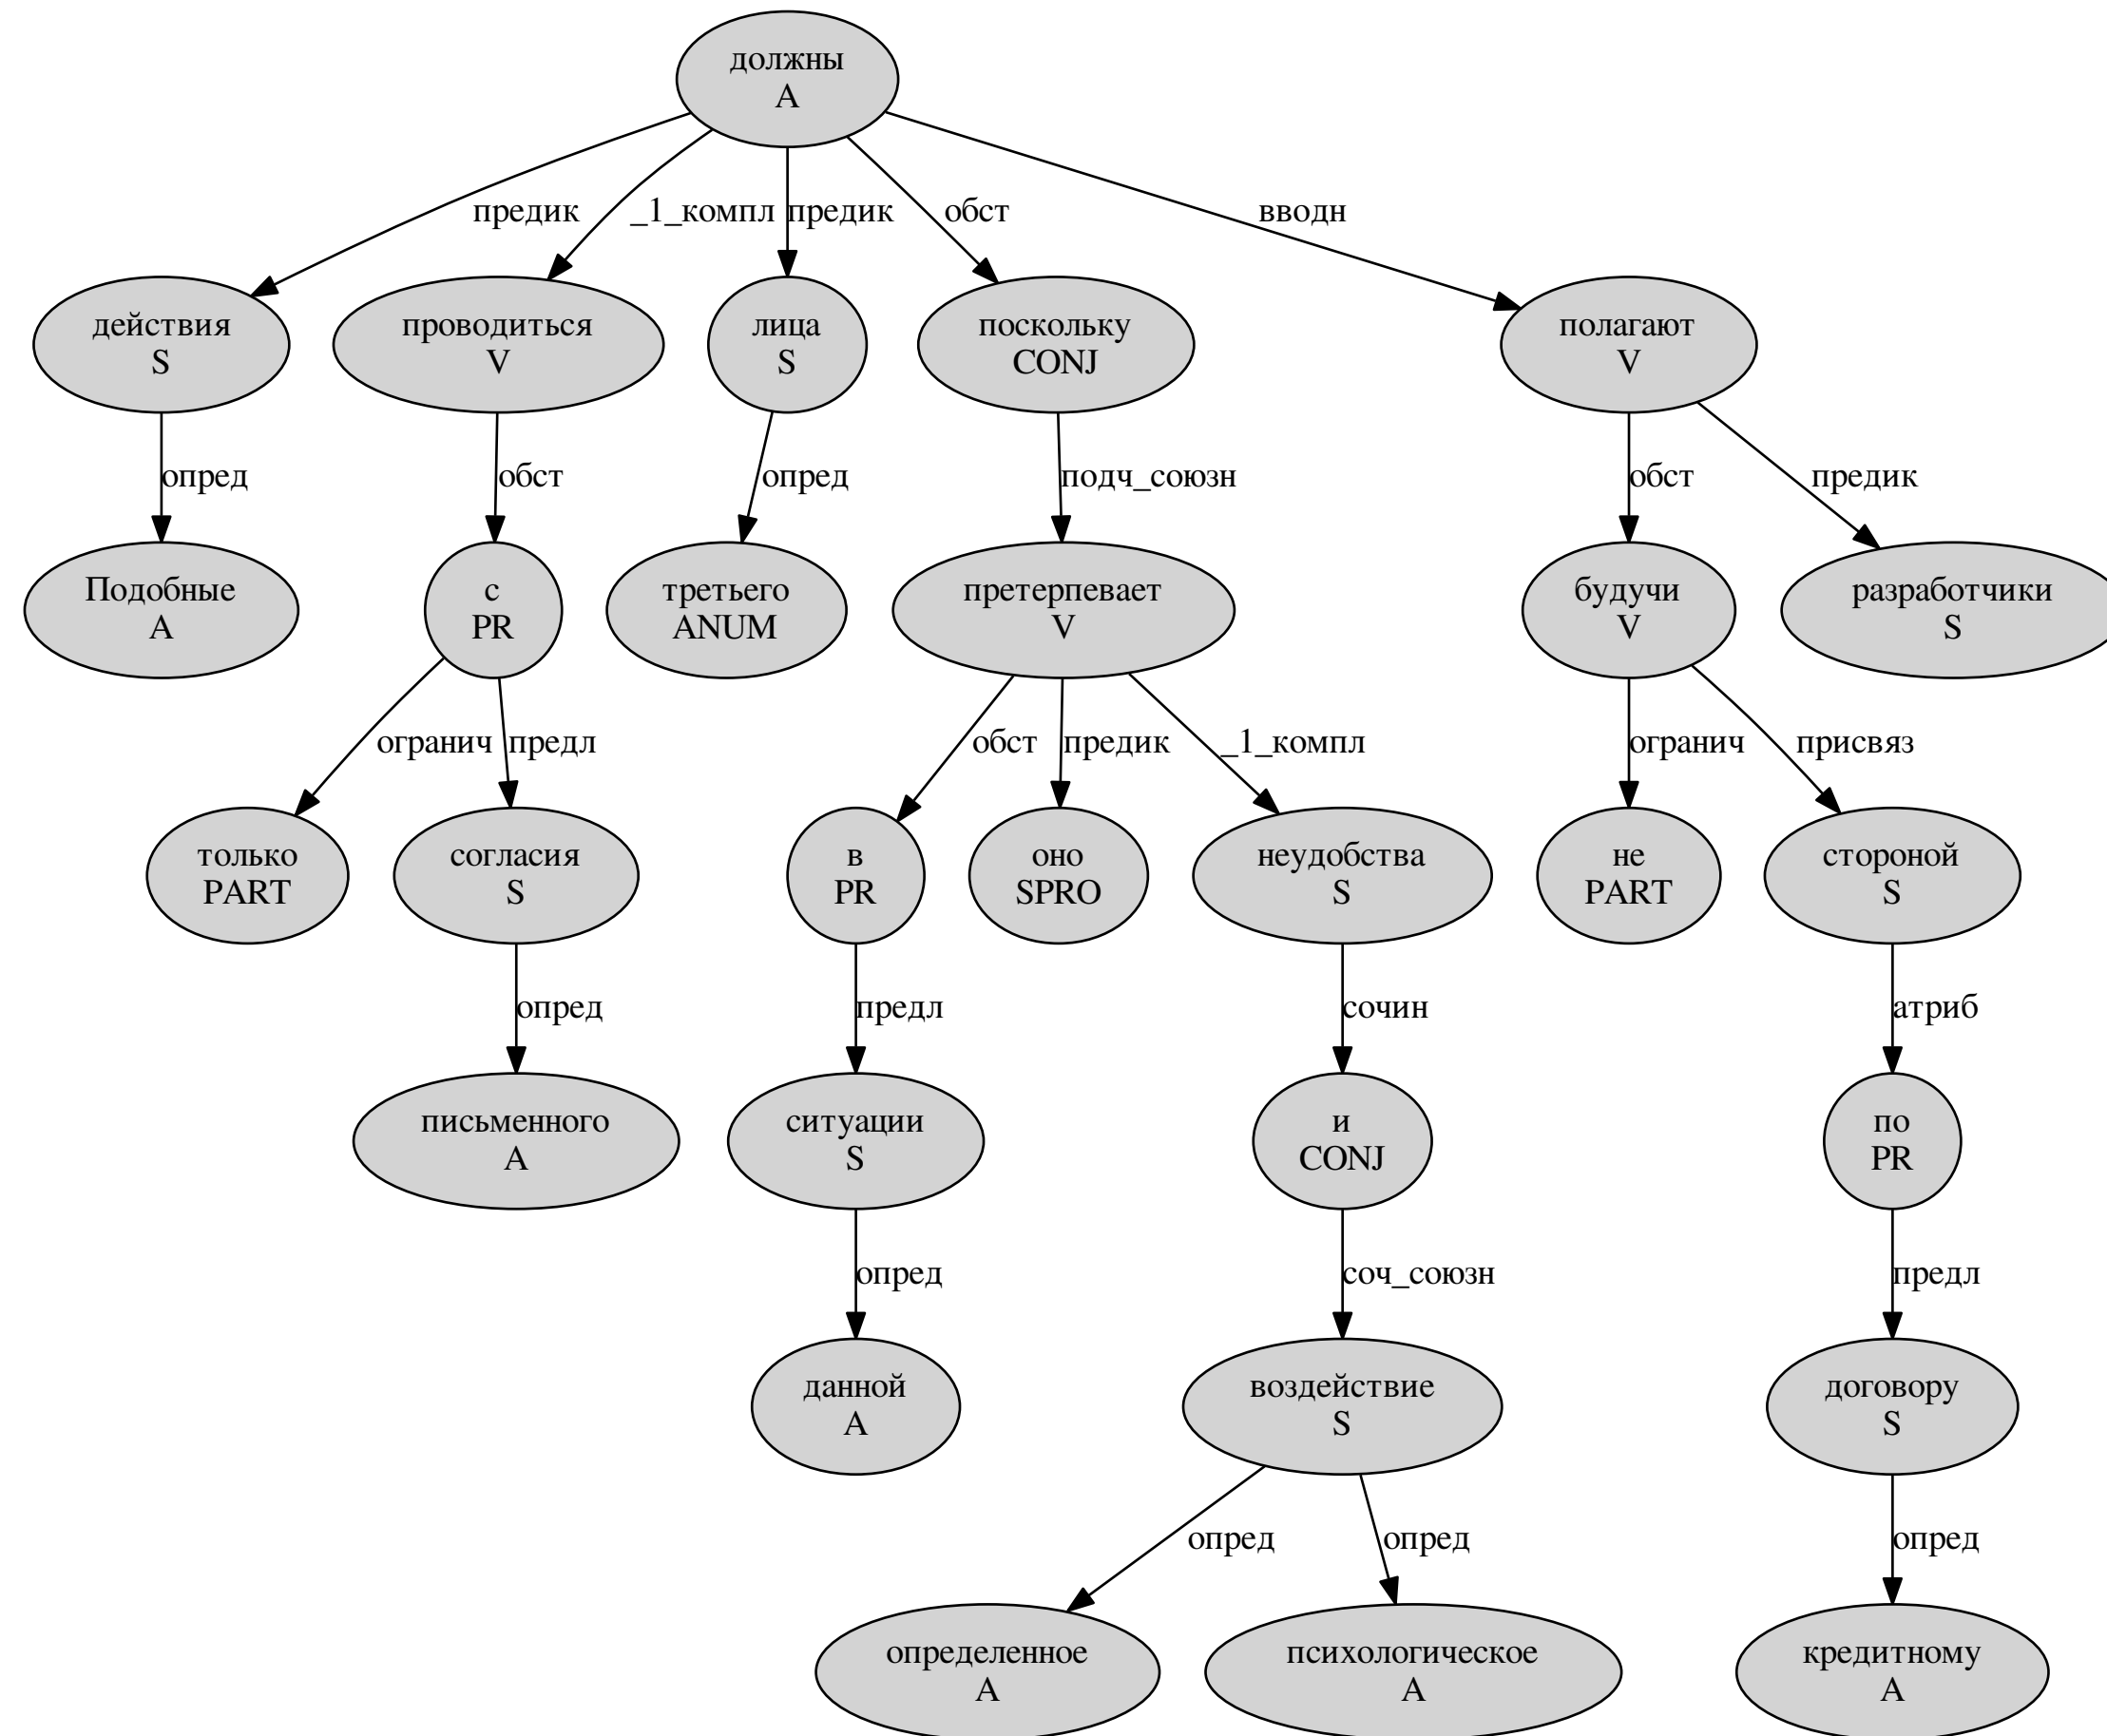 должны
A
предик
_1_компл
предик
обст
вводн
действия
S
проводиться
V
лица
S
поскольку
CONJ
полагают
V
опред
обст
опред
подч_союзн
обст
предик
Подобные
A
с
PR
третьего
ANUM
претерпевает
V
будучи
V
разработчики
S
огранич
предл
обст
предик
_1_компл
огранич
присвяз
только
PART
согласия
S
в
PR
оно
SPRO
неудобства
S
не
PART
стороной
S
опред
предл
сочин
атриб
письменного
A
ситуации
S
и
CONJ
по
PR
опред
соч_союзн
предл
данной
A
воздействие
S
договору
S
опред
опред
опред
определенное
A
психологическое
A
кредитному
A